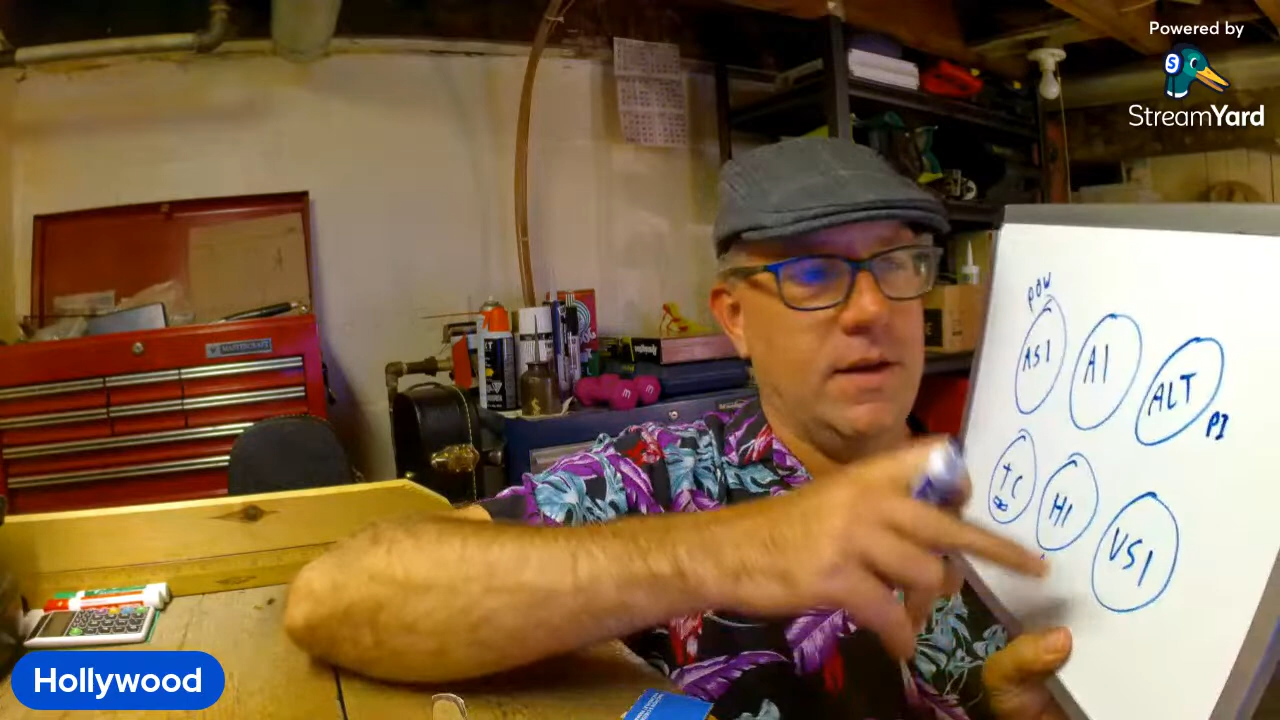 Powered by
StreamYard
POW
ASI
AI
ALT
PI
TC
HI
VSI
MASTERCRAFT
Hollywood